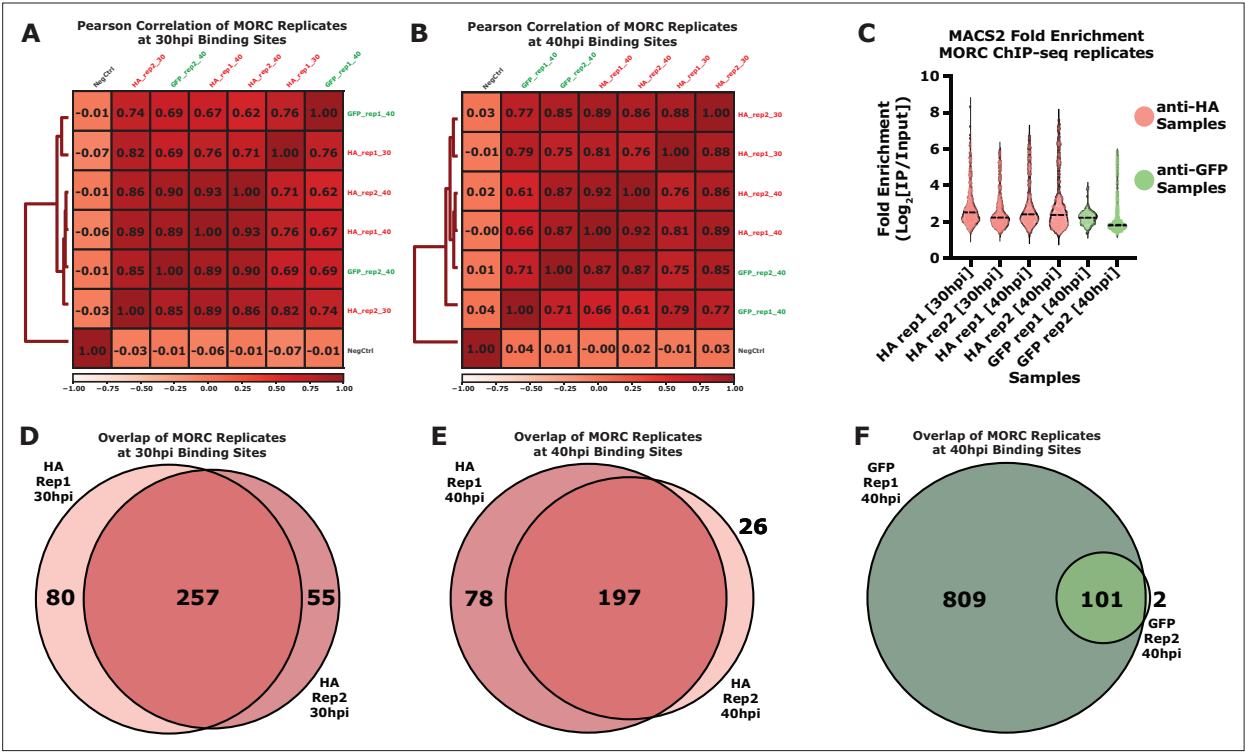 A
Pearson Correlation of MORC Replicates
at 30hpi Binding Sites
NegCtrl
HA_rep2_30
GFP_rep2_40
HA_rep1_40
HA_rep2_40
HA_rep1_30
GFP_rep1_40
-0.01 0.74 0.69 0.67 0.62 0.76 1.00 GFP_rep1_40
-0.07 0.82 0.69 0.76 0.71 1.00 0.76 HA_rep1_30
-0.01 0.86 0.90 0.93 1.00 0.71 0.62 HA_rep2_40
-0.06 0.89 0.89 1.00 0.93 0.76 0.67 HA_rep1_40
-0.01 0.85 1.00 0.89 0.90 0.69 0.69 GFP_rep2_40
-0.03 1.00 0.85 0.89 0.86 0.82 0.74 HA_rep2_30
1.00 -0.03 -0.01 -0.06 -0.01 -0.07 -0.01 NegCtrl
−1.00 −0.75 −0.50 −0.25 0.00 0.25 0.50 0.75 1.00
B
Pearson Correlation of MORC Replicates
at 40hpi Binding Sites
NegCtrl
GFP_rep1_40
GFP_rep2_40
HA_rep1_40
HA_rep2_40
HA_rep1_30
HA_rep2_30
0.03 0.77 0.85 0.89 0.86 0.88 1.00 HA_rep2_30
-0.01 0.79 0.75 0.81 0.76 1.00 0.88 HA_rep1_30
0.02 0.61 0.87 0.92 1.00 0.76 0.86 HA_rep2_40
-0.00 0.66 0.87 1.00 0.92 0.81 0.89 HA_rep1_40
0.01 0.71 1.00 0.87 0.87 0.75 0.85 GFP_rep2_40
0.04 1.00 0.71 0.66 0.61 0.79 0.77 GFP_rep1_40
1.00 0.04 0.01 -0.00 0.02 -0.01 0.03 NegCtrl
−1.00 −0.75 −0.50 −0.25 0.00 0.25 0.50 0.75 1.00
C
MACS2 Fold Enrichment
MORC ChIP-seq replicates
Fold Enrichment
(Log2[IP/Input])
10
8
6
4
2
0
anti-HA
Samples
anti-GFP
Samples
HA rep1 [30hpi]
HA rep2 [30hpi]
HA rep1 [40hpi]
HA rep2 [40hpi]
GFP rep1 [40hpi]
GFP rep2 [40hpi]
Samples
D
Overlap of MORC Replicates
at 30hpi Binding Sites
HA
Rep1
30hpi
80 257 55
HA
Rep2
30hpi
E
Overlap of MORC Replicates
at 40hpi Binding Sites
HA
Rep1
40hpi
26
78 197
HA
Rep2
40hpi
F
Overlap of MORC Replicates
at 40hpi Binding Sites
GFP
Rep1
40hpi
809 101 2
GFP
Rep2
40hpi